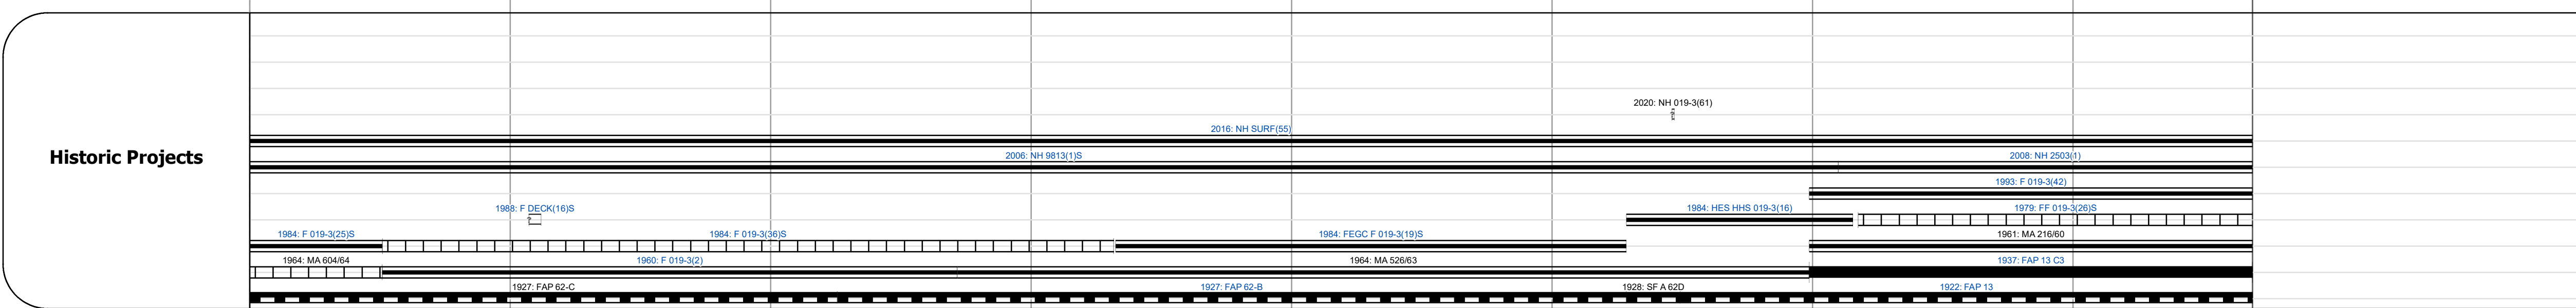 2020: NH 019-3(61)
2016: NH SURF(55)
Historic Projects
2006: NH 9813(1)S
2008: NH 2503(1)
1993: F 019-3(42)
1988: F DECK(16)S
1984: HES HHS 019-3(16)
1979: FF 019-3(26)S
1984: F 019-3(25)S
1984: F 019-3(36)S
1984: FEGC F 019-3(19)S
1961: MA 216/60
1964: MA 604/64
1960: F 019-3(2)
1964: MA 526/63
1937: FAP 13 C3
1927: FAP 62-C
1927: FAP 62-B
1928: SF A 62D
1922: FAP 13